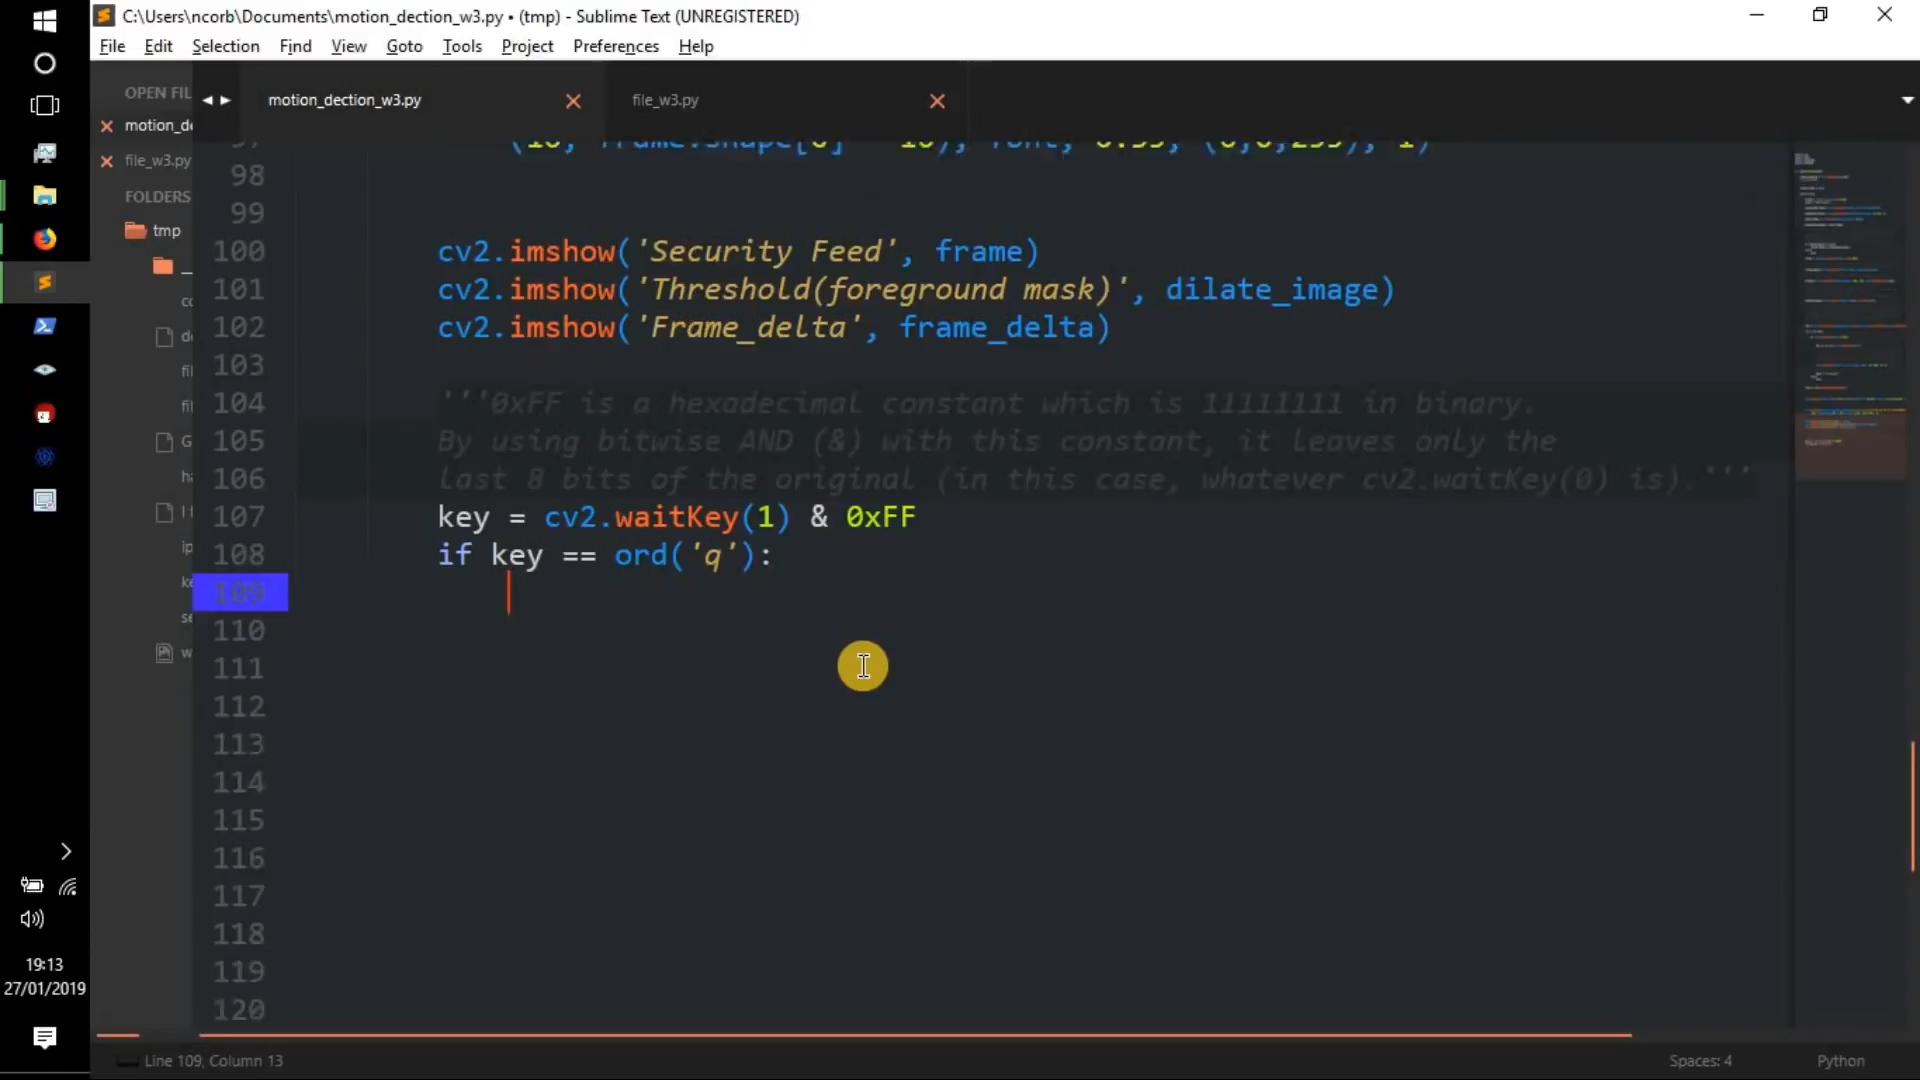 C:\Users\ncorb\Documents\motion_dection_w3.py • (tmp) - Sublime Text (UNREGISTERED)
File Edit Selection Find View Goto Tools Project Preferences Help
OPEN FIL
motion_de
file_w3.py
FOLDERS
tmp
motion_dection_w3.py
file_w3.py
98
99
100 cv2.imshow('Security Feed', frame)
101 cv2.imshow('Threshold(foreground mask)', dilate_image)
102 cv2.imshow('Frame_delta', frame_delta)
103
104 '''0xFF is a hexadecimal constant which is 11111111 in binary.
105 By using bitwise AND (&) with this constant, it leaves only the
106 last 8 bits of the original (in this case, whatever cv2.waitKey(0) is).'''
107 key = cv2.waitKey(1) & 0xFF
108 if key == ord('q'):
109
110
111
112
113
114
115
116
117
118
119
120
19:13
27/01/2019
Line 109, Column 13
Spaces: 4
Python